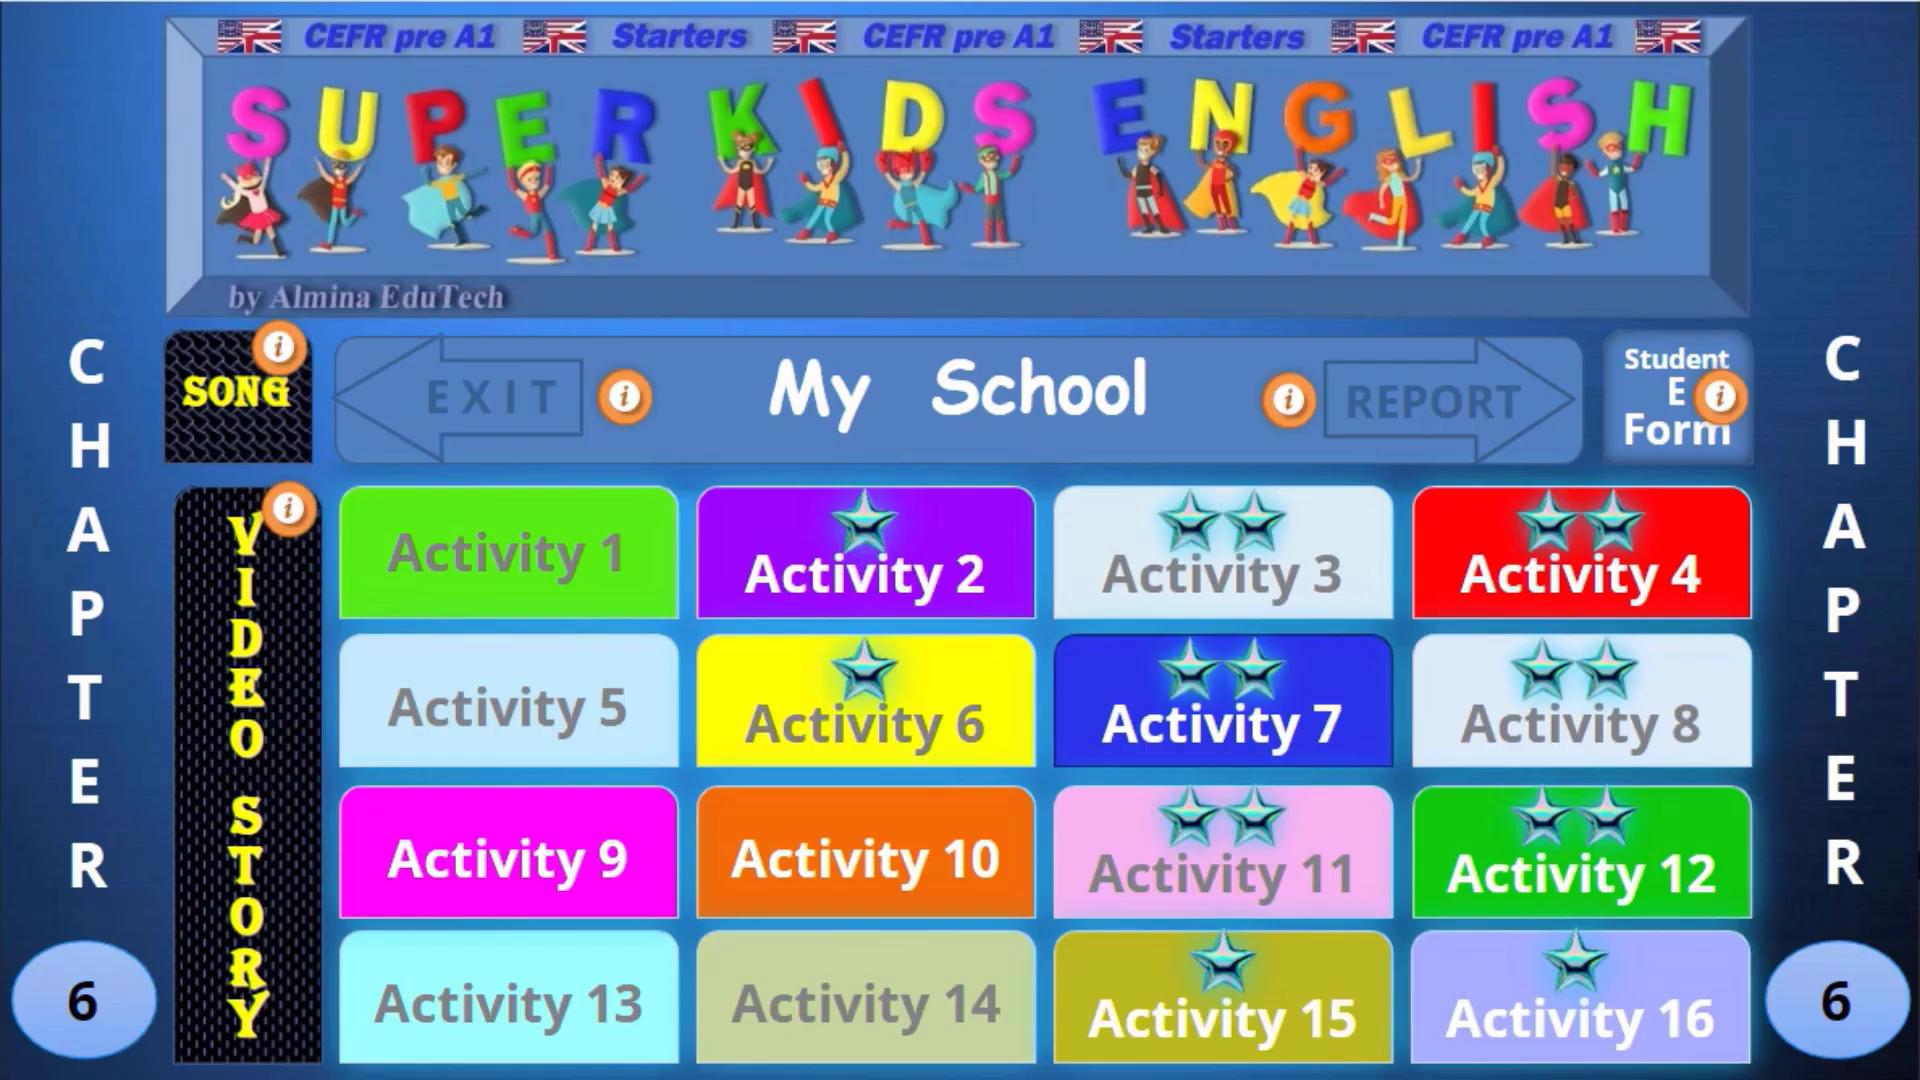 CEFR pre A1 Starters CEFR pre A1 Starters CEFR pre A1
SUPER KIDS ENGLISH
by Almina EduTech
CHAPTER
6
SONG
EXIT
My School
REPORT
Student
E
Form
VIDEO STORY
Activity 1
Activity 2
Activity 3
Activity 4
Activity 5
Activity 6
Activity 7
Activity 8
Activity 9
Activity 10
Activity 11
Activity 12
Activity 13
Activity 14
Activity 15
Activity 16
CHAPTER
6